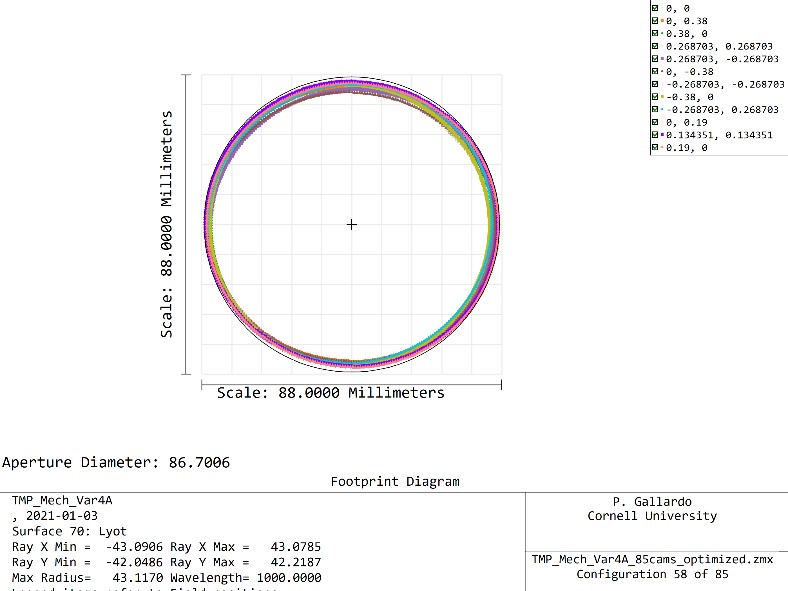 0, 0
0, 0.38
0.38, 0
0.268703, 0.268703
0.268703, -0.268703
0, -0.38
-0.268703, -0.268703
-0.38, 0
-0.268703, 0.268703
0, 0.19
0.134351, 0.134351
0.19, 0
Scale: 88.0000 Millimeters
Scale: 88.0000 Millimeters
Aperture Diameter: 86.7006
Footprint Diagram
TMP_Mech_Var4A
, 2021-01-03
Surface 70: Lyot
Ray X Min = -43.0906 Ray X Max = 43.0785
Ray Y Min = -42.0486 Ray Y Max = 42.2187
Max Radius= 43.1170 Wavelength= 1000.0000
P. Gallardo
Cornell University
TMP_Mech_Var4A_85cams_optimized.zmx
Configuration 58 of 85